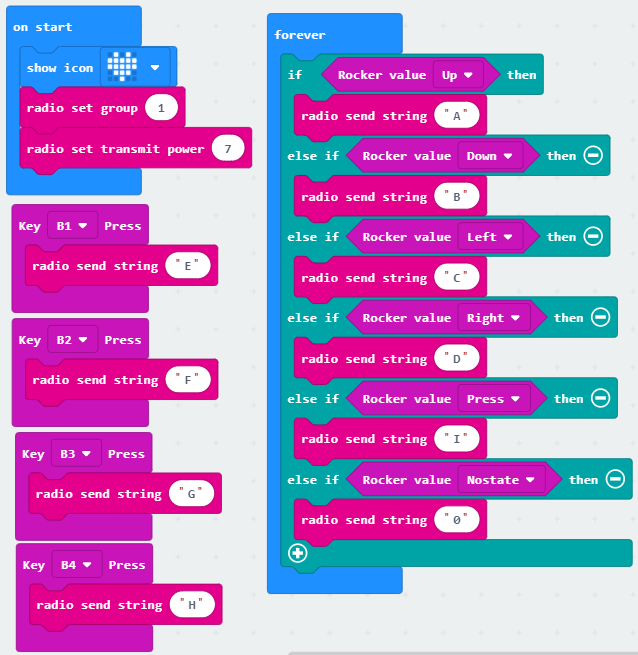 on start
show icon
radio set group 1
radio set transmit power 7
Key B1 Press
radio send string "E"
Key B2 Press
radio send string "F"
Key B3 Press
radio send string "G"
Key B4 Press
radio send string "H"
forever
if Rocker value Up then
radio send string "A"
else if Rocker value Down then
radio send string "B"
else if Rocker value Left then
radio send string "C"
else if Rocker value Right then
radio send string "D"
else if Rocker value Press then
radio send string "I"
else if Rocker value Nostate then
radio send string "0"